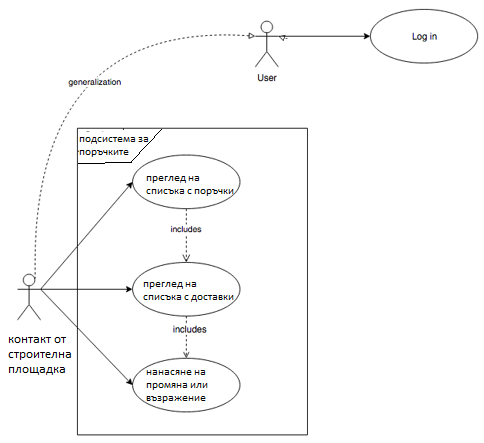 Log in
User
generalization
подсистема за
поръчките
преглед на
списъка с поръчки
includes
преглед на
списъка с доставки
includes
контакт от
строителна
площадка
нанасяне на
промяна или
възражение